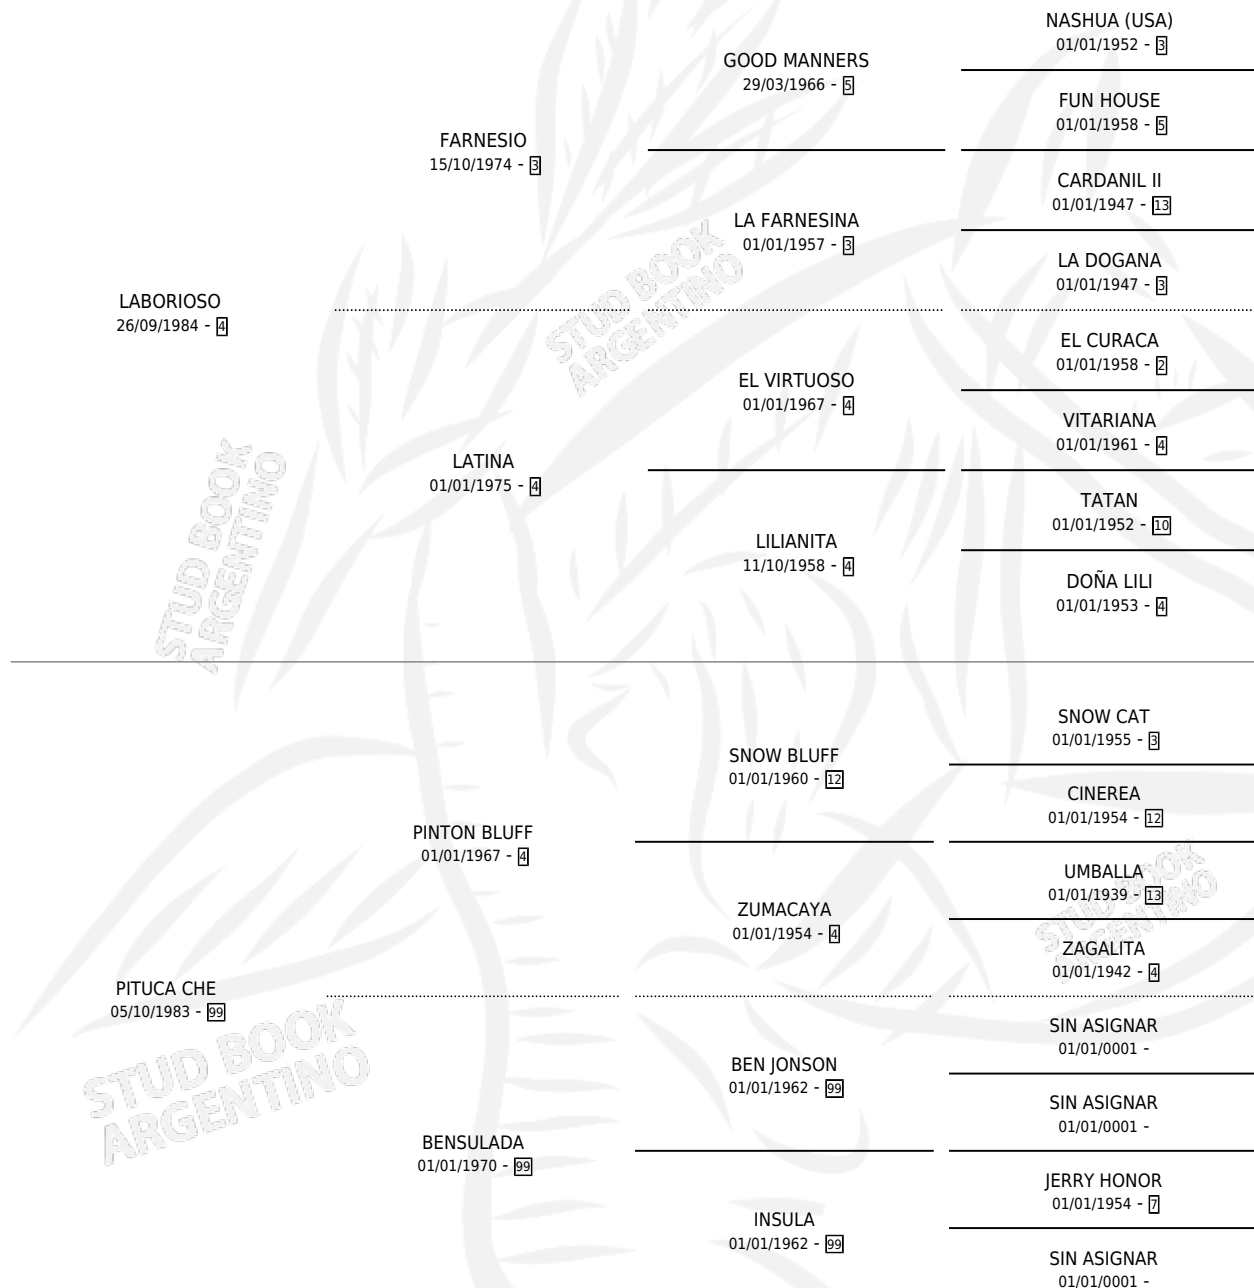 NASHUA (USA)
01/01/1952 - 3
GOOD MANNERS
29/03/1966 - 5
FUN HOUSE
01/01/1958 - 5
FARNESIO
15/10/1974 - 3
CARDANIL II
01/01/1947 - 13
LA FARNESINA
01/01/1957 - 3
LA DOGANA
01/01/1947 - 3
LABORIOSO
26/09/1984 - 4
EL CURACA
01/01/1958 - 2
EL VIRTUOSO
01/01/1967 - 4
VITARIANA
01/01/1961 - 4
LATINA
01/01/1975 - 4
TATAN
01/01/1952 - 10
LILIANITA
11/10/1958 - 4
DOÑA LILI
01/01/1953 - 4
STUD BOOK
ARGENTINO
STUD BOOK
ARGENTINO
SNOW CAT
01/01/1955 - 3
SNOW BLUFF
01/01/1960 - 12
CINEREA
01/01/1954 - 12
PINTON BLUFF
01/01/1967 - 4
UMBALLA
01/01/1939 - 13
ZUMACAYA
01/01/1954 - 4
ZAGALITA
01/01/1942 - 4
STUD BOOK
ARGENTINO
PITUCA CHE
05/10/1983 - 99
SIN ASIGNAR
01/01/0001 -
BEN JONSON
01/01/1962 - 99
SIN ASIGNAR
01/01/0001 -
STUD BOOK
ARGENTINO
BENSULADA
01/01/1970 - 99
JERRY HONOR
01/01/1954 - 7
INSULA
01/01/1962 - 99
SIN ASIGNAR
01/01/0001 -